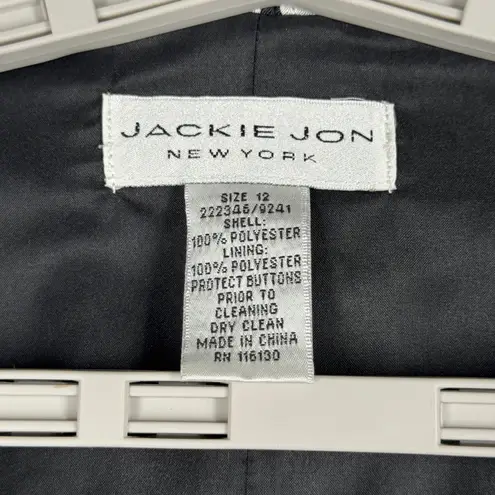 JACKIE JON
NEW YORK
SIZE 12
222346/9241
SHELL:
100% POLYESTER
LINING:
100% POLYESTER
PROTECT BUTTONS
PRIOR TO
CLEANING
DRY CLEAN
MADE IN CHINA
RN 116130